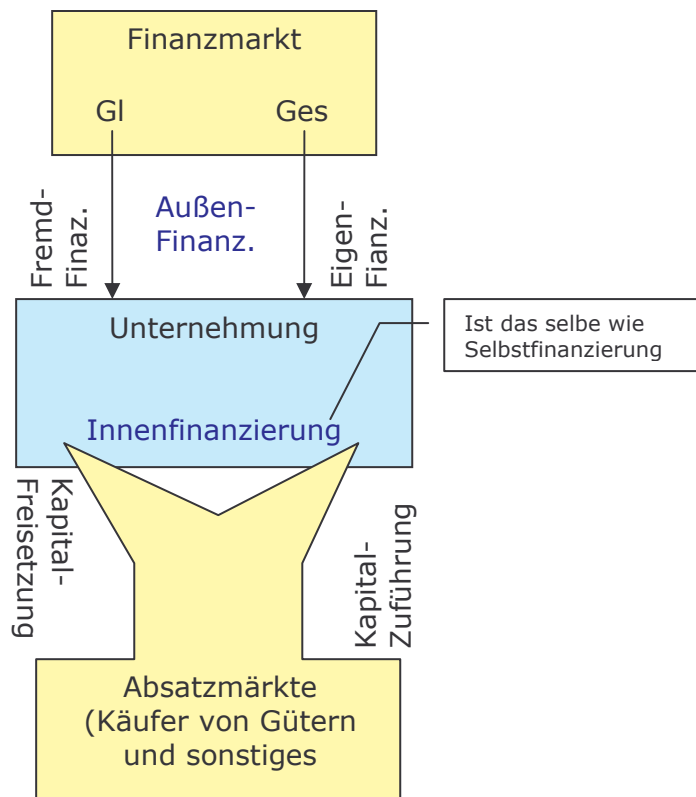 Finanzmarkt
Gl Ges
Fremd-
Finaz.
Außen-
Finanz.
Eigen-
Fianz.
Unternehmung
Ist das selbe wie
Selbstfinanzierung
Innenfinanzierung
Kapital-
Freisetzung
Kapital-
Zuführung
Absatzmärkte
(Käufer von Gütern
und sonstiges